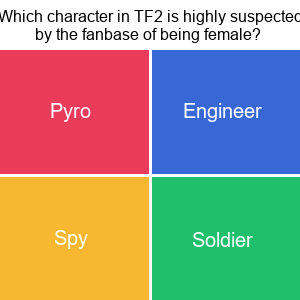 Which character in TF2 is highly suspected
by the fanbase of being female?
Pyro
Engineer
Spy
Soldier